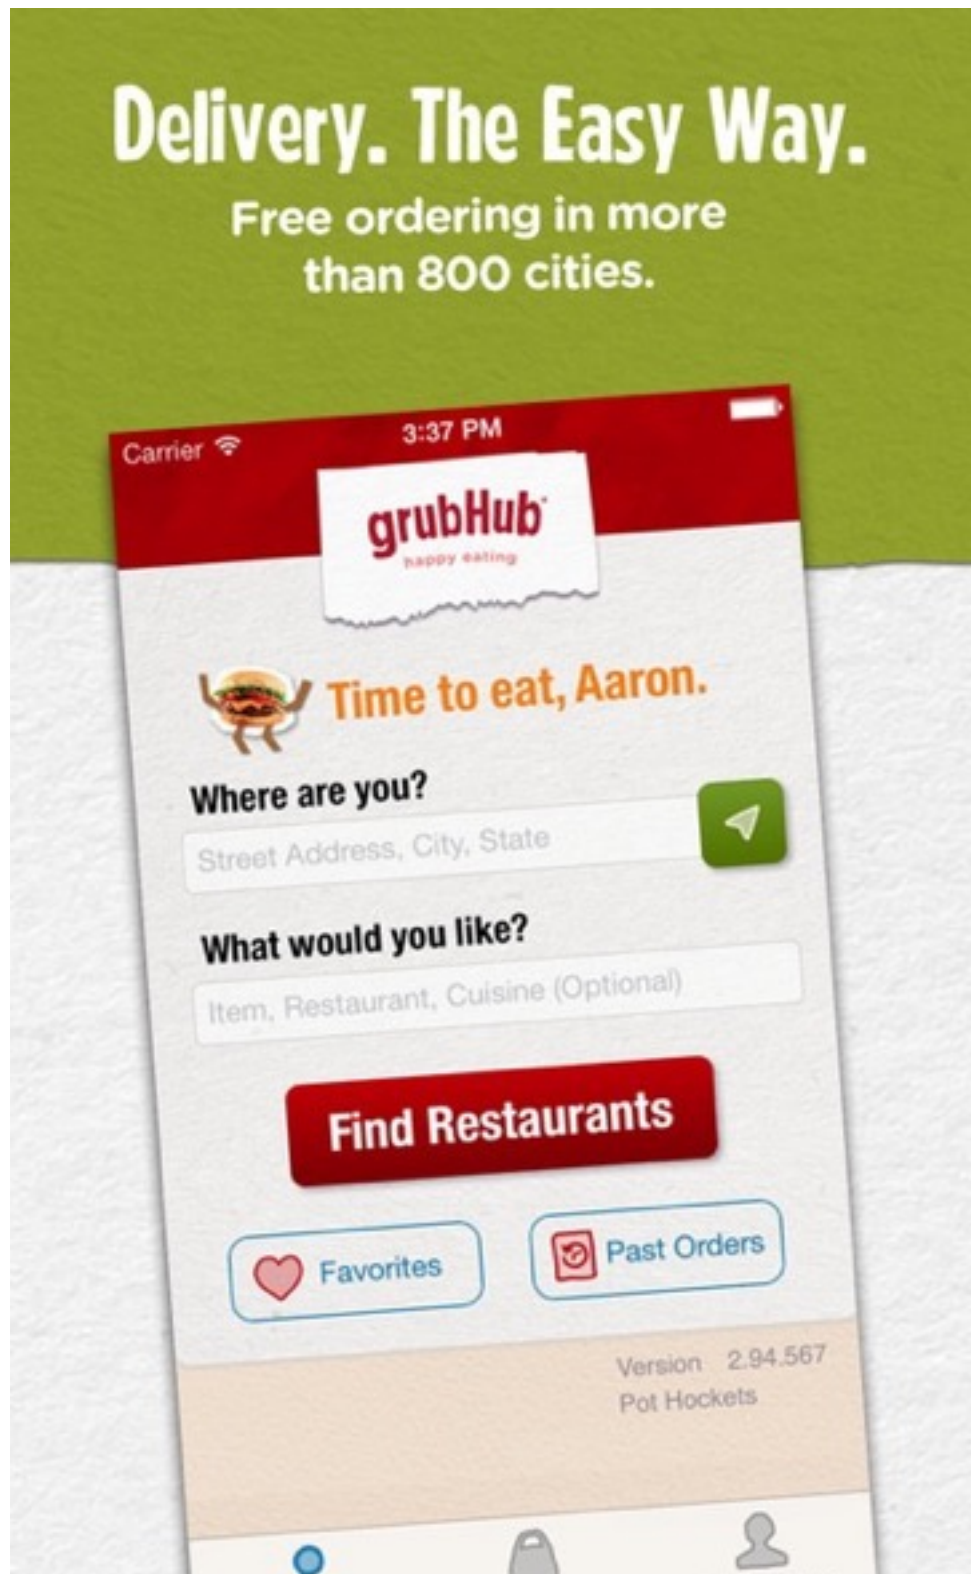 Delivery. The Easy Way.
Free ordering in more
than 800 cities.
Carrier
3:37 PM
grubHub
happy eating
Time to eat, Aaron.
Where are you?
Street Address, City, State
What would you like?
Item, Restaurant, Cuisine (Optional)
Find Restaurants
Favorites
Past Orders
Version 2.94.567
Pot Hockets